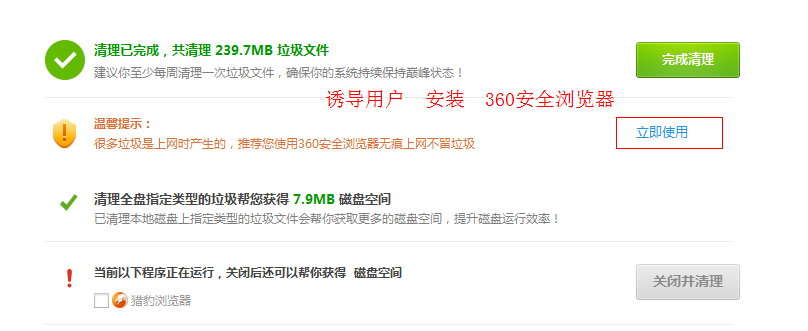 清理已完成，共清理 239.7MB 垃圾文件
建议你至少每周清理一次垃圾文件，确保你的系统持续保持巅峰状态！
完成清理
诱导用户 安装 360安全浏览器
温馨提示：
很多垃圾是上网时产生的，推荐您使用360安全浏览器无痕上网不留垃圾
立即使用
清理全盘指定类型的垃圾帮您获得 7.9MB 磁盘空间
已清理本地磁盘上指定类型的垃圾文件会帮你获取更多的磁盘空间，提升磁盘运行效率！
当前以下程序正在运行，关闭后还可以帮你获得 磁盘空间
关闭并清理
猎豹浏览器